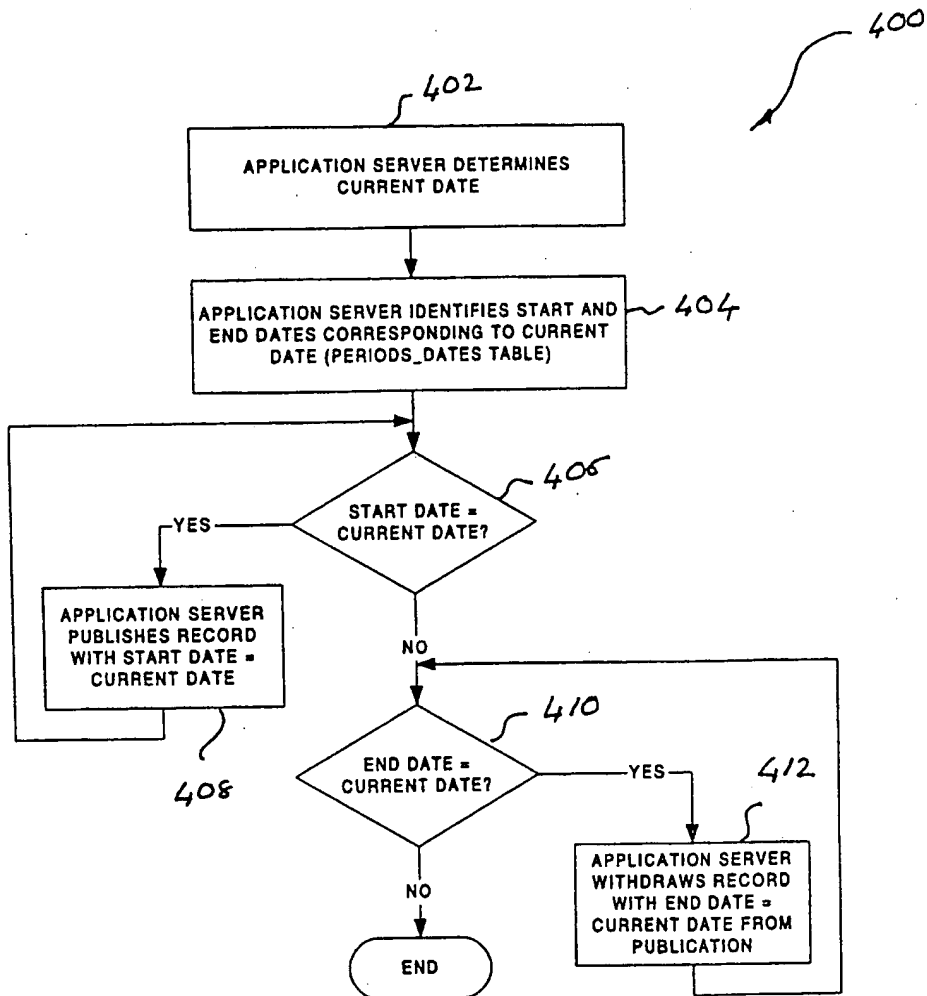 400
402
APPLICATION SERVER DETERMINES
CURRENT DATE
APPLICATION SERVER IDENTIFIES START AND
END DATES CORRESPONDING TO CURRENT
DATE (PERIODS_DATES TABLE)
404
406
START DATE =
CURRENT DATE?
YES
APPLICATION SERVER
PUBLISHES RECORD
WITH START DATE =
CURRENT DATE
408
NO
410
END DATE =
CURRENT DATE?
YES
412
APPLICATION SERVER
WITHDRAWS RECORD
WITH END DATE =
CURRENT DATE FROM
PUBLICATION
NO
END